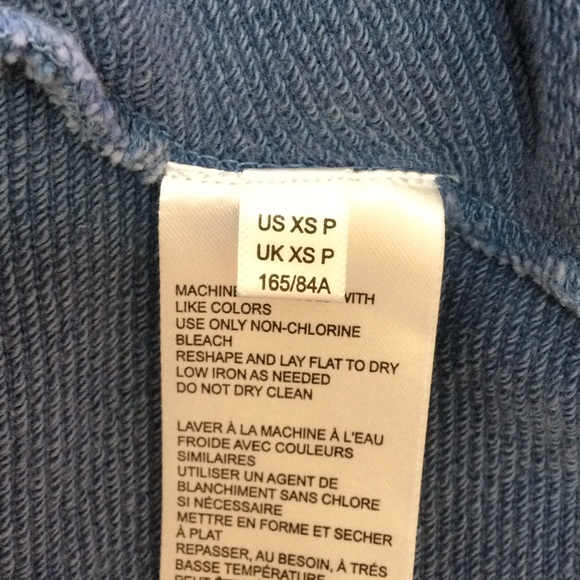 US XS P
UK XS P
165/84A
MACHINE WITH
LIKE COLORS
USE ONLY NON-CHLORINE
BLEACH
RESHAPE AND LAY FLAT TO DRY
LOW IRON AS NEEDED
DO NOT DRY CLEAN
LAVER À LA MACHINE À L'EAU
FROIDE AVEC COULEURS
SIMILAIRES
UTILISER UN AGENT DE
BLANCHIMENT SANS CHLORE
SI NÉCESSAIRE
METTRE EN FORME ET SECHER
À PLAT
REPASSER, AU BESOIN, À TRÉS
BASSE TEMPÉRATURE